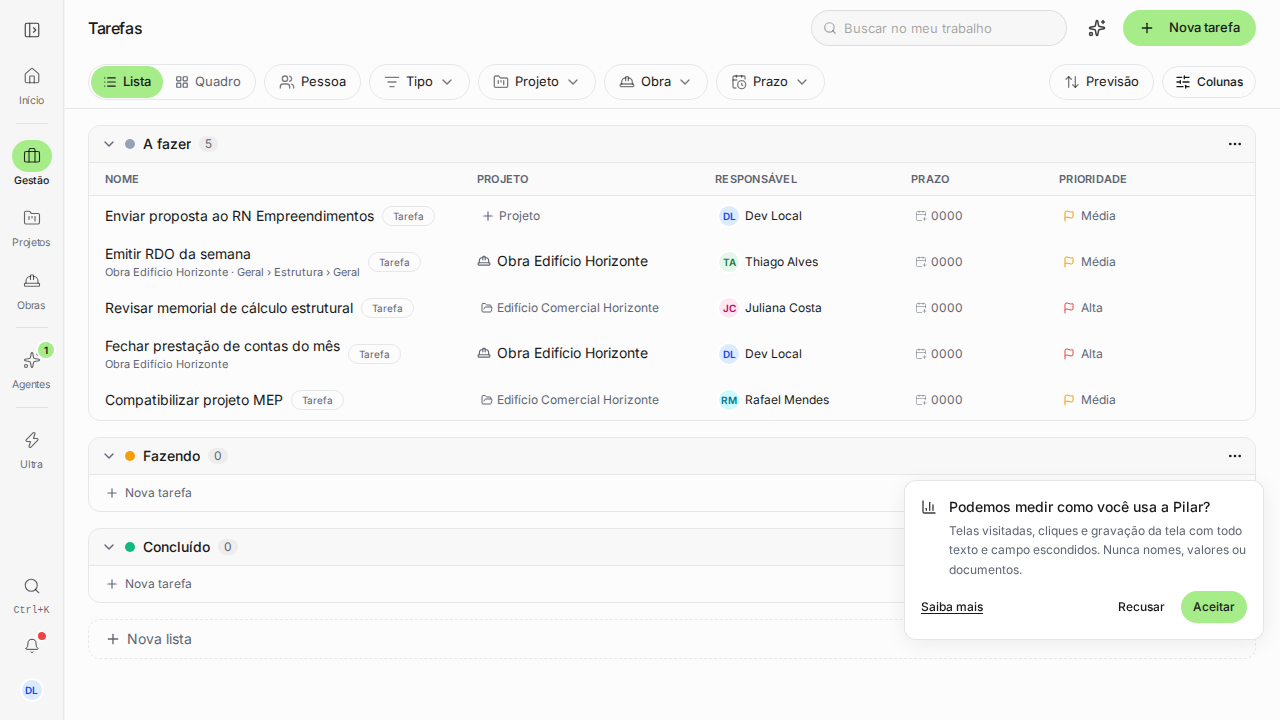 Tarefas
Buscar no meu trabalho
Nova tarefa
Lista
Quadro
Pessoa
Tipo
Projeto
Obra
Prazo
Previsão
Colunas
Início
Gestão
Projetos
Obras
1
Agentes
Ultra
Ctrl+K
DL
A fazer 5
NOME PROJETO RESPONSÁVEL PRAZO PRIORIDADE
Enviar proposta ao RN Empreendimentos Tarefa Projeto DL Dev Local 0000 Média
Emitir RDO da semana Tarefa Obra Edifício Horizonte TA Thiago Alves 0000 Média
Obra Edifício Horizonte · Geral › Estrutura › Geral
Revisar memorial de cálculo estrutural Tarefa Edifício Comercial Horizonte JC Juliana Costa 0000 Alta
Fechar prestação de contas do mês Tarefa Obra Edifício Horizonte DL Dev Local 0000 Alta
Obra Edifício Horizonte
Compatibilizar projeto MEP Tarefa Edifício Comercial Horizonte RM Rafael Mendes 0000 Média
Fazendo 0
Nova tarefa
Concluído 0
Nova tarefa
Nova lista
Podemos medir como você usa a Pilar?
Telas visitadas, cliques e gravação da tela com todo
texto e campo escondidos. Nunca nomes, valores ou
documentos.
Saiba mais
Recusar
Aceitar